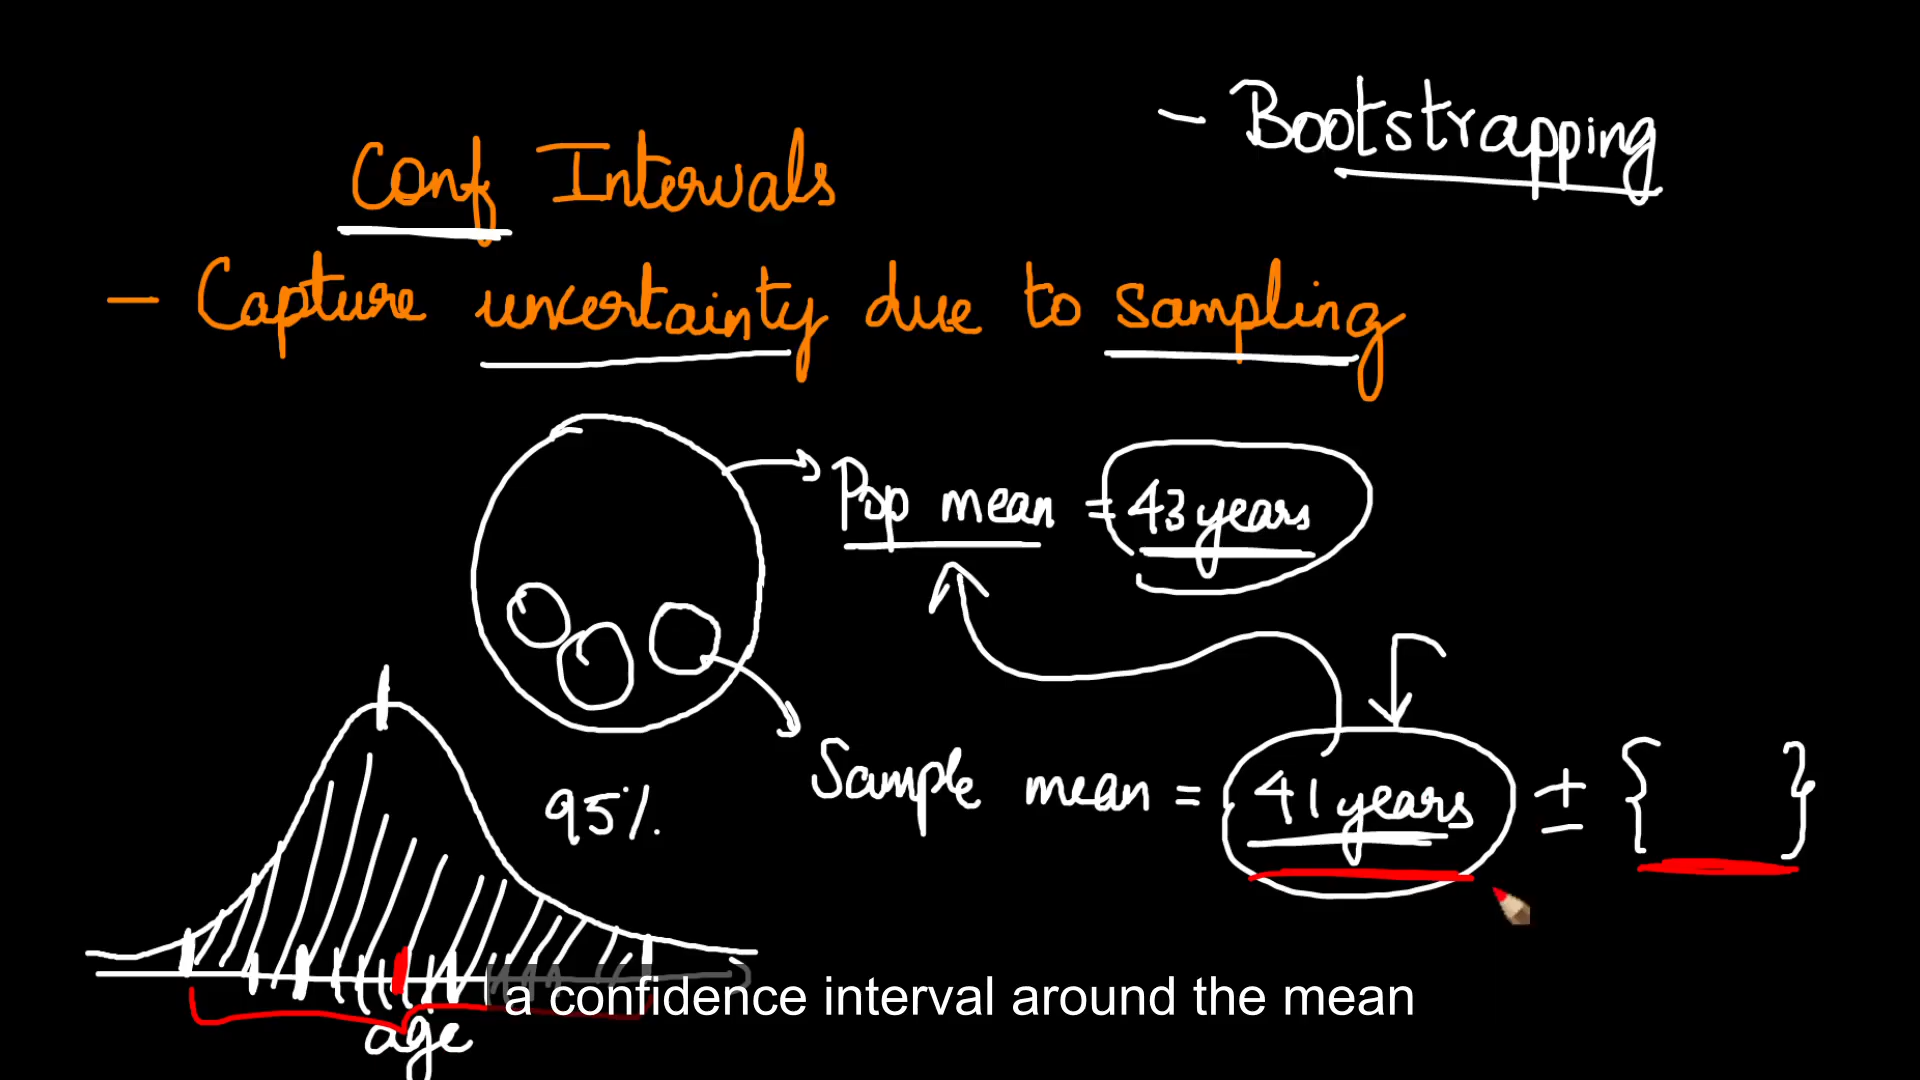 - Bootstrapping
Conf Intervals
- Capture uncertainty due to sampling
Pop mean = 43 years
Sample mean = 41 years ± { }
95%.
age
a confidence interval around the mean